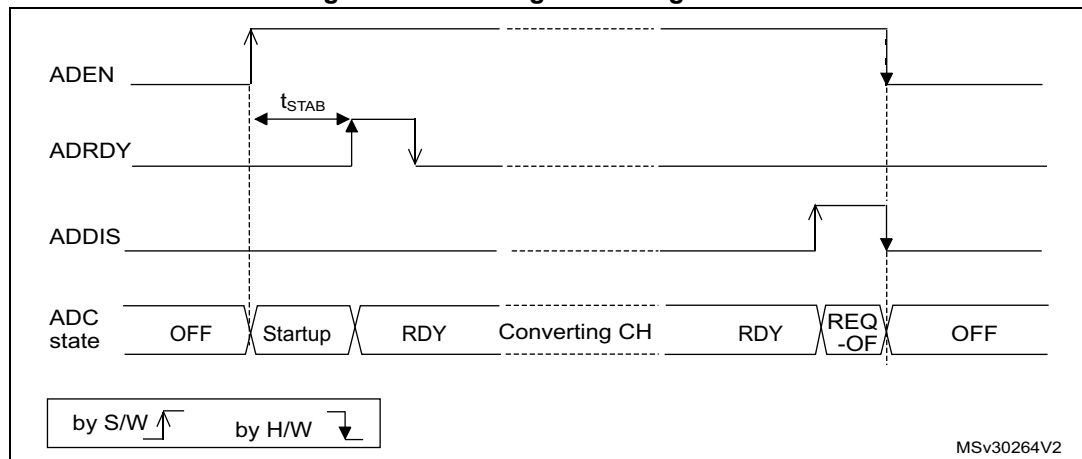 ADEN
tSTAB
ADRDY
ADDIS
ADC
state
OFF
Startup
RDY
Converting CH
RDY
REQ
-OF
OFF
by S/W
by H/W
MSv30264V2